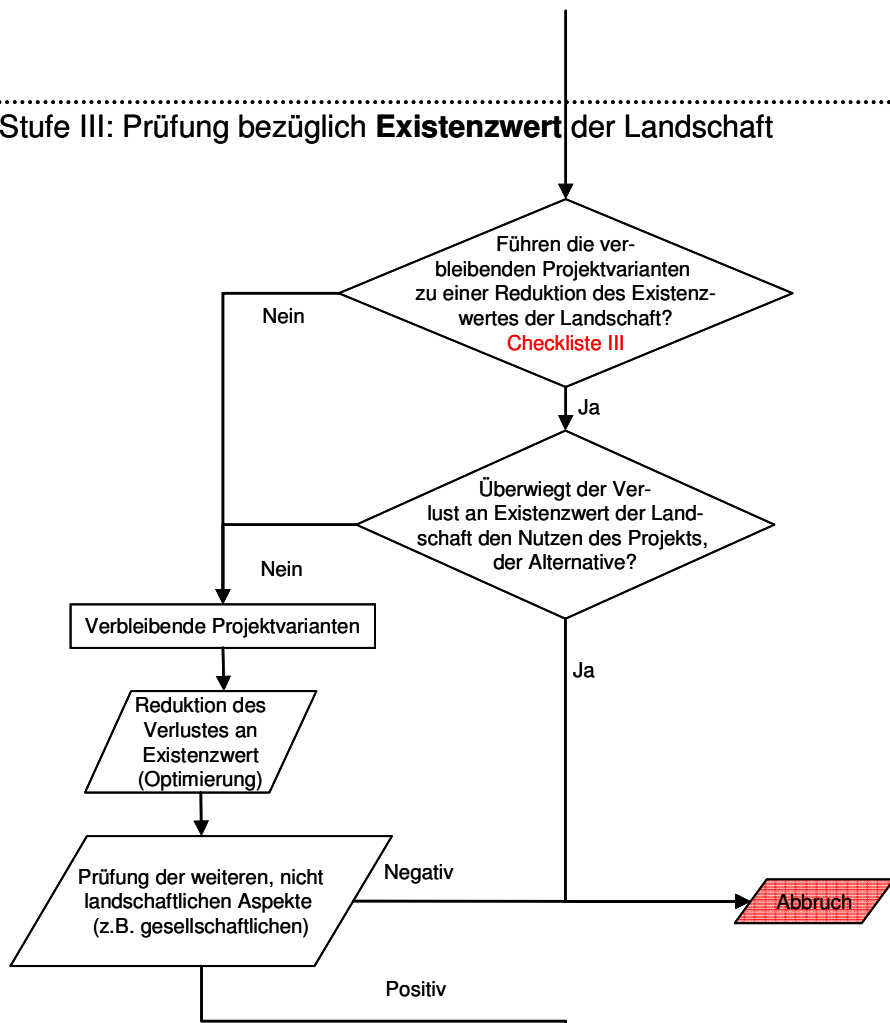 Stufe III: Prüfung bezüglich Existenzwert der Landschaft
Führen die ver-
bleibenden Projektvarianten
zu einer Reduktion des Existenz-
wertes der Landschaft?
Checkliste III
Nein
Ja
Überwiegt der Ver-
lust an Existenzwert der Land-
schaft den Nutzen des Projekts,
der Alternative?
Nein
Verbleibende Projektvarianten
Ja
Reduktion des
Verlustes an
Existenzwert
(Optimierung)
Prüfung der weiteren, nicht
landschaftlichen Aspekte
(z.B. gesellschaftlichen)
Negativ
Abbruch
Positiv